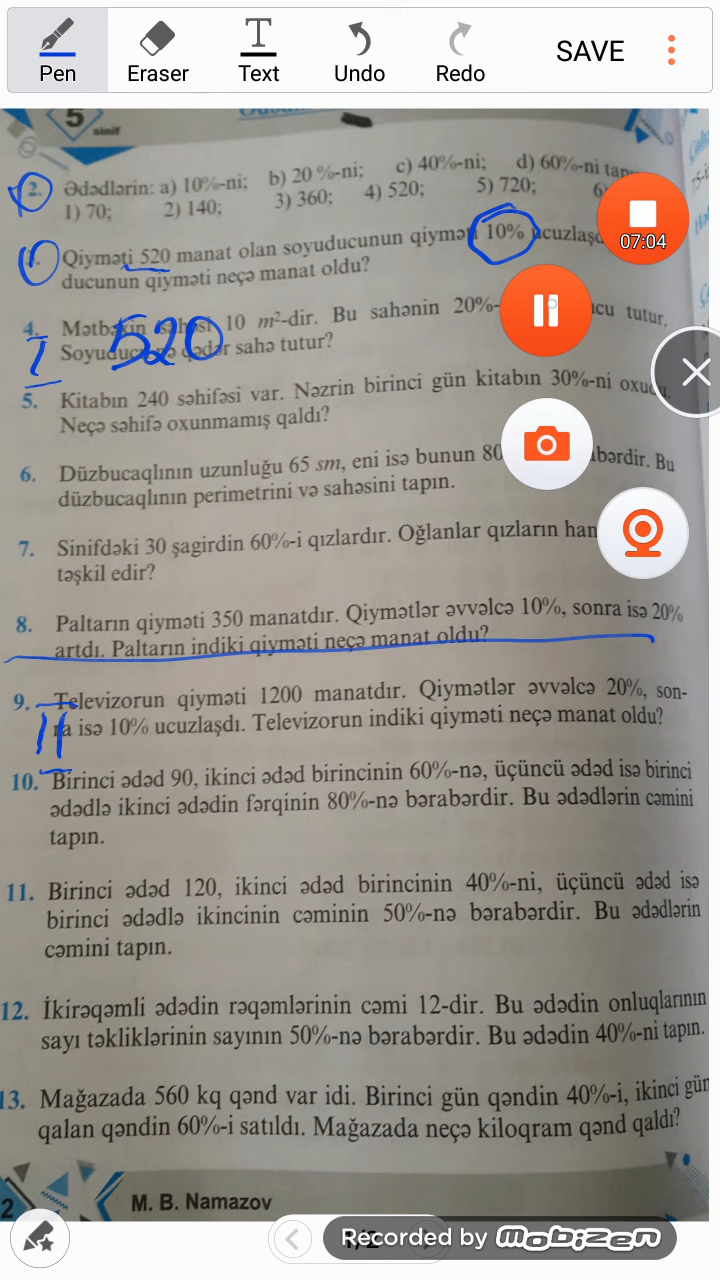 Pen
Eraser
Text
Undo
Redo
SAVE
5
sinif
2. Ədədlərin: a) 10%-ni; b) 20 %-ni; c) 40%-ni; d) 60%-ni
1) 70; 2) 140; 3) 360; 4) 520; 5) 720;
07:04
Qiyməti 520 manat olan soyuducunun qiyməti 10%
ducunun qiyməti neçə manat oldu?
4. 10 m²-dir. Bu sahənin 20%- tutur.
I 520
sahə tutur?
5. Kitabın 240 səhifəsi var. Nəzrin birinci gün kitabın 30%-ni
Neçə səhifə oxunmamış qaldı?
6. Düzbucaqlının uzunluğu 65 sm, eni isə bunun Bu
düzbucaqlının perimetrini və sahəsini tapın.
7. Sinifdəki 30 şagirdin 60%-i qızlardır. Oğlanlar qızların
təşkil edir?
8. Paltarın qiyməti 350 manatdır. Qiymətlər əvvəlcə 10%, sonra isə 20%
artdı. Paltarın indiki qiyməti neçə manat oldu?
9. Televizorun qiyməti 1200 manatdır. Qiymətlər əvvəlcə 20%, son-
ra isə 10% ucuzlaşdı. Televizorun indiki qiyməti neçə manat oldu?
II
10. Birinci ədəd 90, ikinci ədəd birincinin 60%-nə, üçüncü ədəd isə birinci
ədədlə ikinci ədədin fərqinin 80%-nə bərabərdir. Bu ədədlərin cəmini
tapın.
11. Birinci ədəd 120, ikinci ədəd birincinin 40%-ni, üçüncü ədəd isə
birinci ədədlə ikincinin cəminin 50%-nə bərabərdir. Bu ədədlərin
cəmini tapın.
12. İkirəqəmli ədədin rəqəmlərinin cəmi 12-dir. Bu ədədin onluqlarının
sayı təkliklərinin sayının 50%-nə bərabərdir. Bu ədədin 40%-ni tapın.
13. Mağazada 560 kq qənd var idi. Birinci gün qəndin 40%-i, ikinci gün
qalan qəndin 60%-i satıldı. Mağazada neçə kiloqram qənd qaldı?
2 M. B. Namazov
Recorded by Mobizen